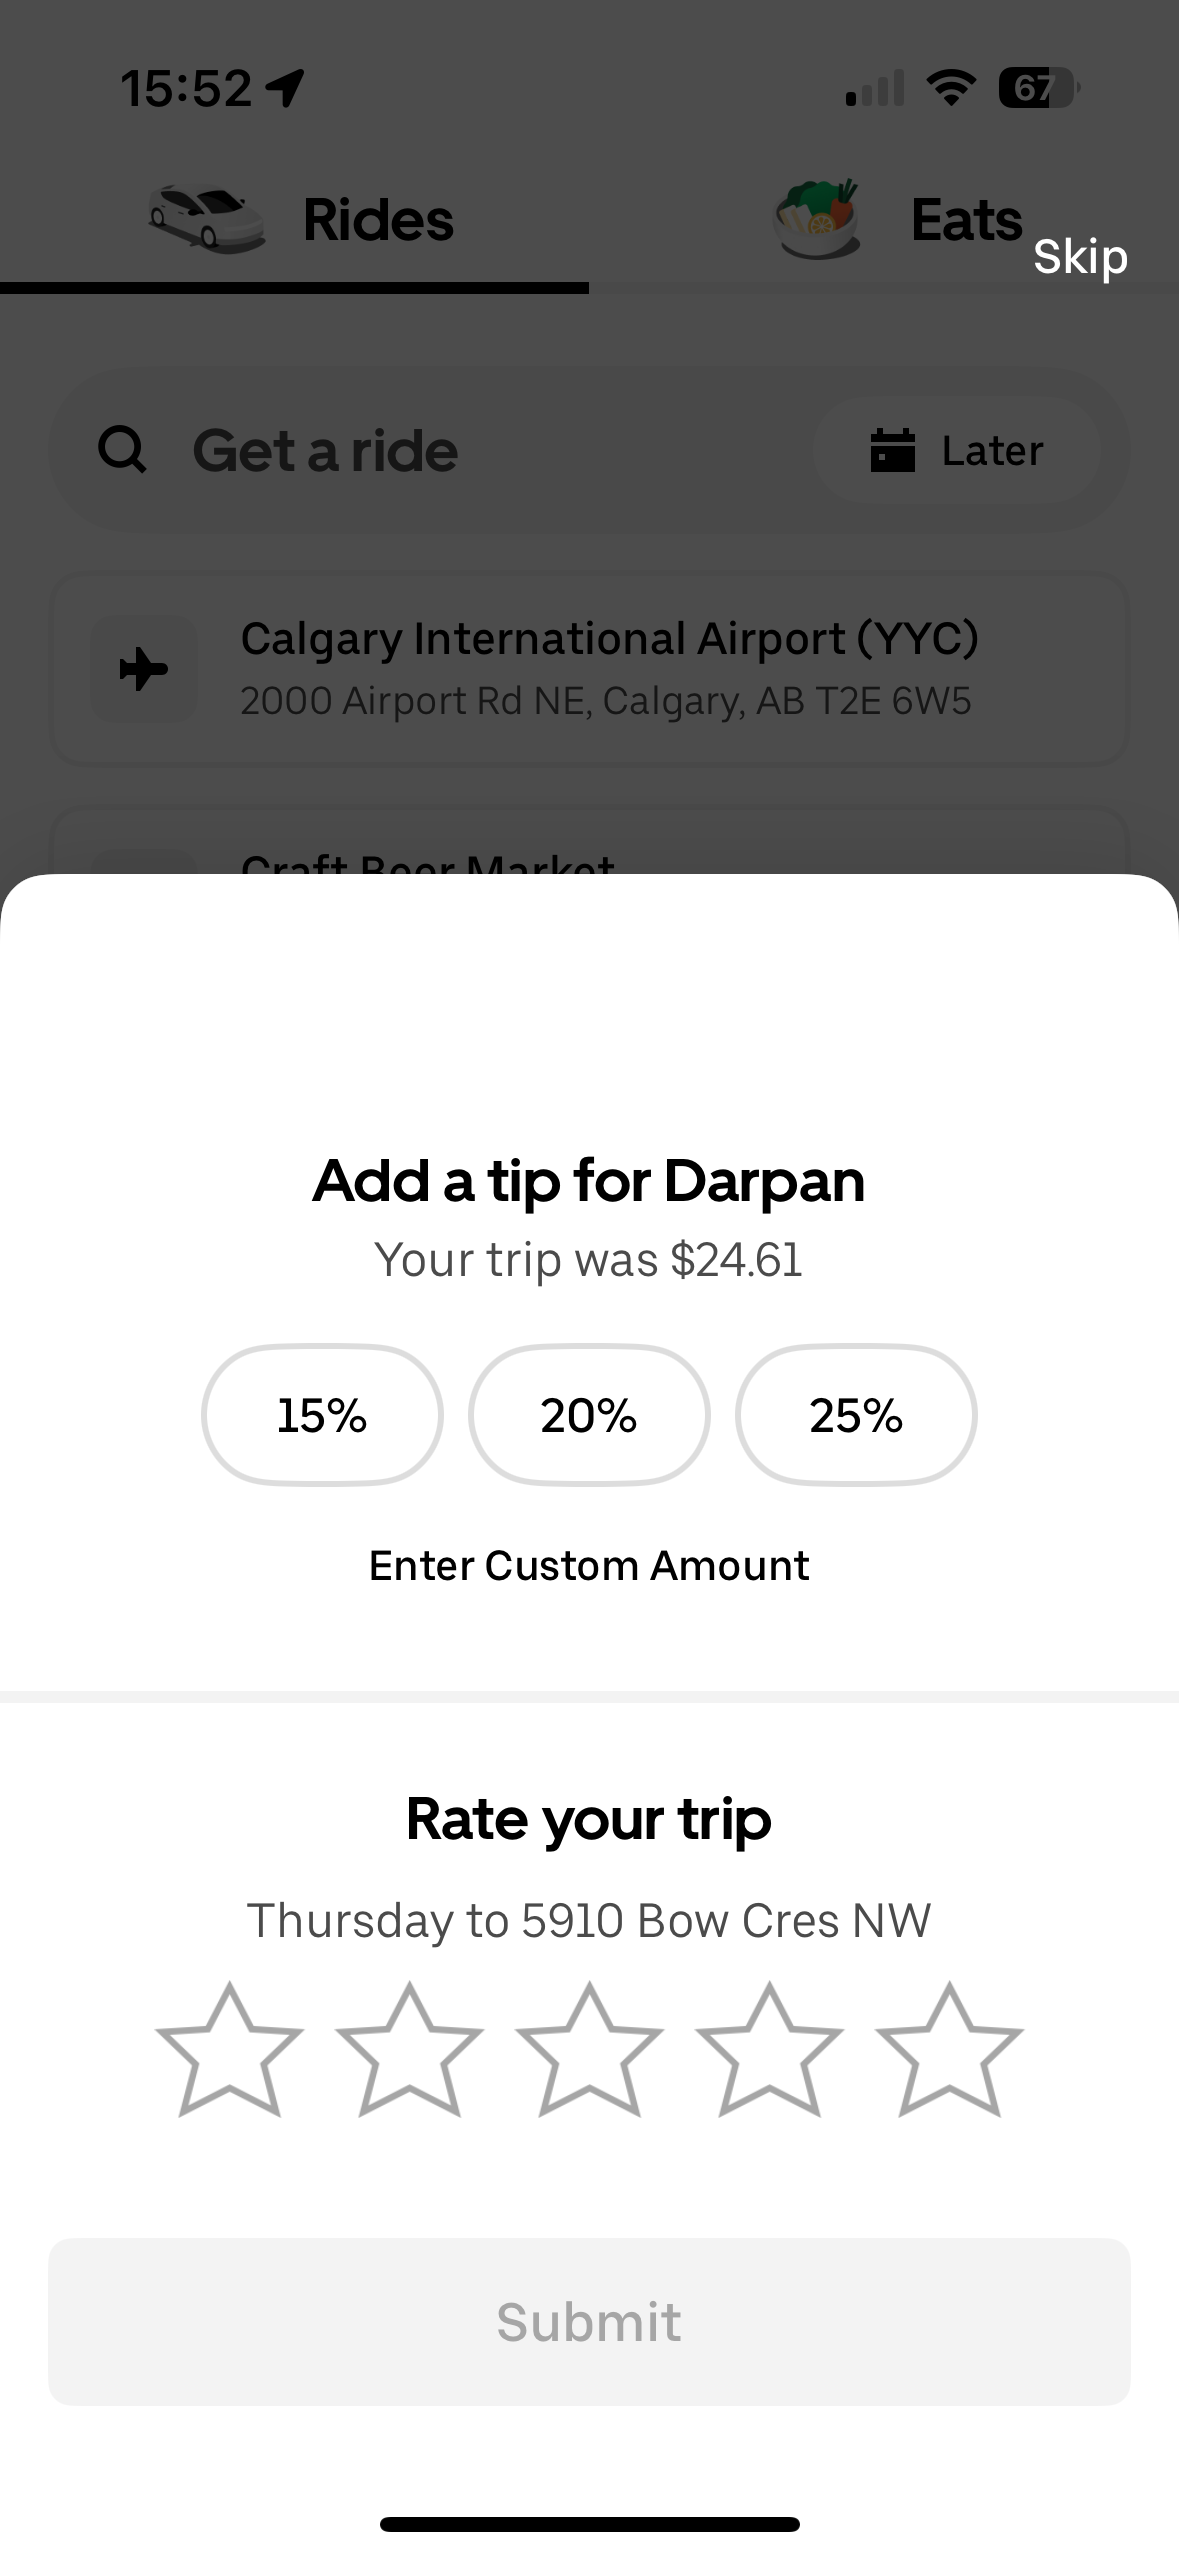 15:52
67
Rides
Eats
Skip
Get a ride
Later
Calgary International Airport (YYC)
2000 Airport Rd NE, Calgary, AB T2E 6W5
Craft Beer Market
Add a tip for Darpan
Your trip was $24.61
15%
20%
25%
Enter Custom Amount
Rate your trip
Thursday to 5910 Bow Cres NW
Submit